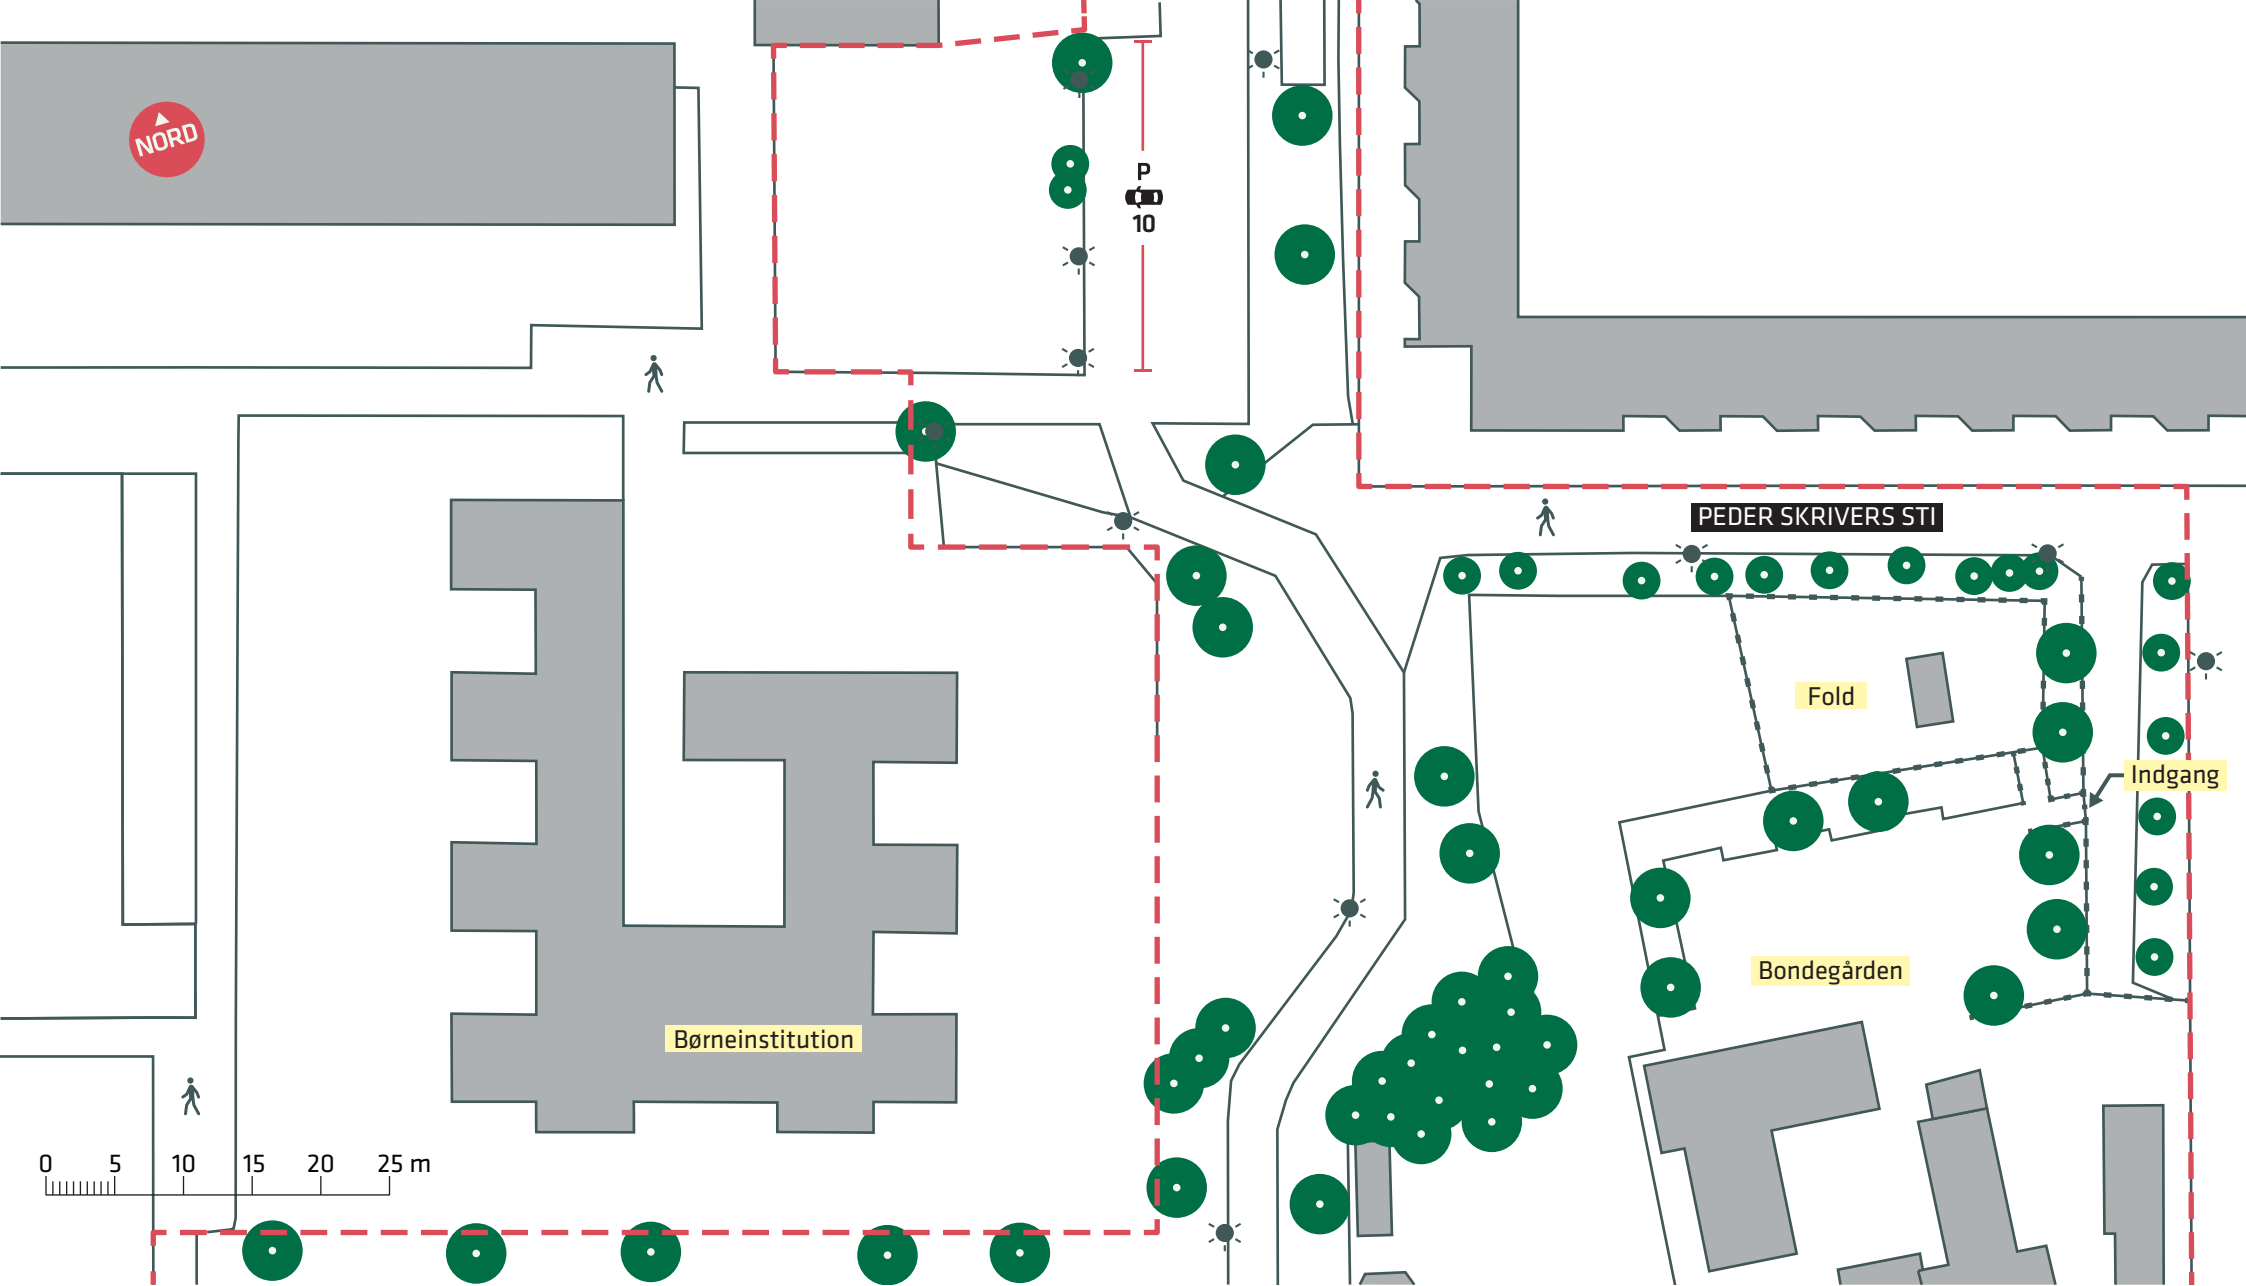 NORD
P
10
PEDER SKRIVERS STI
Fold
Indgang
Bondegården
Børneinstitution
0 5 10 15 20 25 m